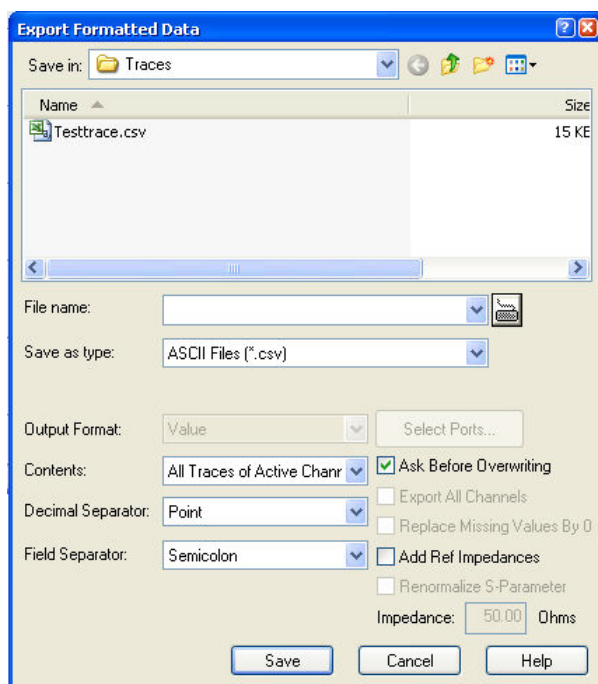 Export Formatted Data
Save in: Traces
Name Size
Testtrace.csv 15 KE
File name:
Save as type: ASCII Files (*.csv)
Output Format: Value Select Ports...
Contents: All Traces of Active Chanr Ask Before Overwriting
Export All Channels
Decimal Separator: Point Replace Missing Values By 0
Field Separator: Semicolon Add Ref Impedances
Renormalize S-Parameter
Impedance: 50.00 Ohms
Save Cancel Help